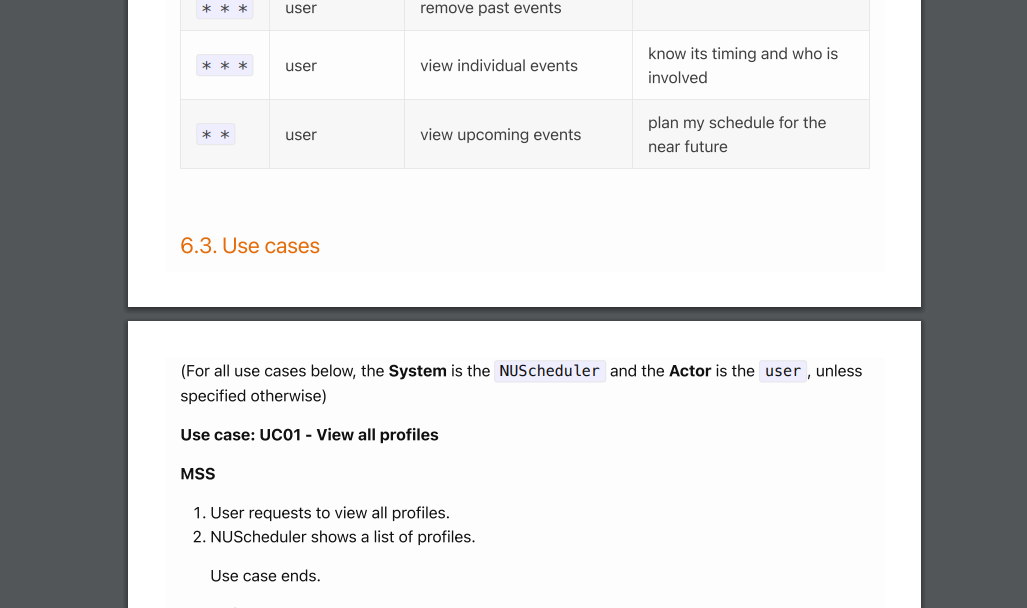 * * * user remove past events
know its timing and who is
* * * user view individual events
involved
plan my schedule for the
* * user view upcoming events
near future
6.3. Use cases
(For all use cases below, the System is the NUScheduler and the Actor is the user , unless
specified otherwise)
Use case: UC01 - View all profiles
MSS
1. User requests to view all profiles.
2. NUScheduler shows a list of profiles.
Use case ends.